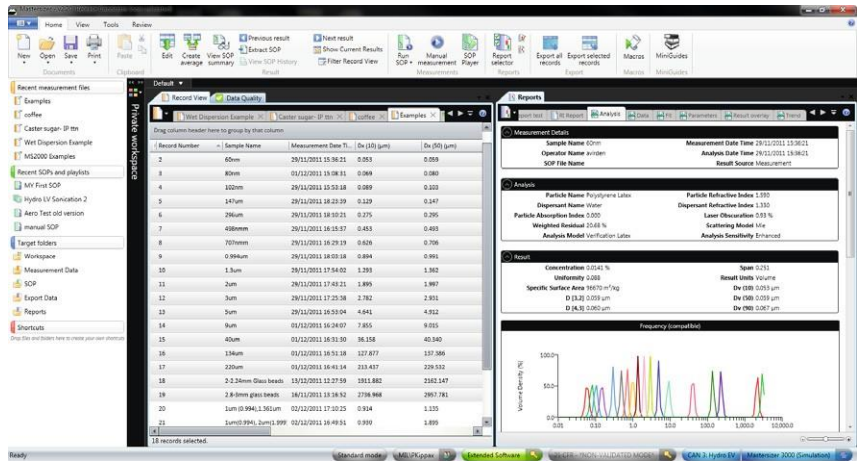 Home View Tools Review
New Open Save Print Paste Edit Create average View SOP summary
Previous result
Extract SOP
View SOP History
Next result
Show Current Results
Filter Record View
Run SOP Manual measurement SOP Player Report selector Export all records Export selected records Macros MiniGuides
Documents Clipboard Result Measurements Reports Export Macros MiniGuides
Recent measurement files
Examples
coffee
Caster sugar- IP ttn
Wet Dispersion Example
MS2000 Examples
Recent SOPs and playlists
MY First SOP
Hydro LV Sonication 2
Aero Test old version
manual SOP
Target folders
Workspace
Measurement Data
SOP
Export Data
Reports
Shortcuts
Drop files and folders here to create your own shortcuts
Private workspace
Default
Record View Data Quality
Wet Dispersion Example Caster sugar- IP ttn coffee Examples
Drag column header here to group by that column
Record Number Sample Name Measurement Date Ti... Dv (10) (μm) Dv (50) (μm)
2 60nm 29/11/2011 15:36:21 0.053 0.059
3 80nm 01/12/2011 15:08:31 0.069 0.080
4 102nm 29/11/2011 15:53:18 0.089 0.103
5 147um 29/11/2011 18:23:39 0.129 0.147
6 296um 29/11/2011 18:10:21 0.275 0.295
7 498nmm 29/11/2011 16:15:37 0.453 0.493
8 707nmm 29/11/2011 16:29:19 0.626 0.706
9 0.994um 29/11/2011 18:03:18 0.894 0.991
10 1.3um 29/11/2011 17:54:02 1.293 1.362
11 2um 29/11/2011 17:43:21 1.895 1.997
12 3um 29/11/2011 17:25:38 2.782 2.931
13 5um 29/11/2011 16:53:04 4.641 4.912
14 9um 01/12/2011 16:24:07 7.855 9.015
15 40um 01/12/2011 16:31:30 36.158 40.340
16 134um 01/12/2011 16:51:18 127.877 137.386
17 220um 01/12/2011 16:41:14 213.437 229.532
18 2-2.24mm Glass beads 15/12/2011 12:27:59 1911.882 2162.147
19 2.8-3mm glass beads 16/11/2011 13:16:52 2706.968 2957.781
20 1um (0.994),1.361um 02/12/2011 17:10:25 0.914 1.135
21 1um(0.994), 2um(1.999 02/12/2011 16:49:51 0.930 1.895
18 records selected.
Reports
RI Report Analysis Data Fit Parameters Result overlay Trend
Measurement Details
Sample Name 60nm Measurement Date Time 29/11/2011 15:36:21
Operator Name avirden Analysis Date Time 29/11/2011 15:36:21
SOP File Name Result Source Measurement
Analysis
Particle Name Polystyrene Latex Particle Refractive Index 1.590
Dispersant Name Water Dispersant Refractive Index 1.330
Particle Absorption Index 0.000 Laser Obscuration 0.93 %
Weighted Residual 20.68 % Scattering Model Mie
Analysis Model Verification Latex Analysis Sensitivity Enhanced
Result
Concentration 0.0141 % Span 0.231
Uniformity 0.088 Result Units Volume
Specific Surface Area 96670 m²/kg Dv (10) 0.053 μm
D [3,2] 0.059 μm Dv (50) 0.059 μm
D [4,3] 0.060 μm Dv (90) 0.067 μm
Frequency (compatible)
Volume Density (%)
100.0
50.0
0.0
0.01 0.10 1.0 10.0 100.0 1,000.0 10,000.0
Ready Standard mode Extended Software CAN 3: Hydro EV Mastersizer 3000 (Simulation)